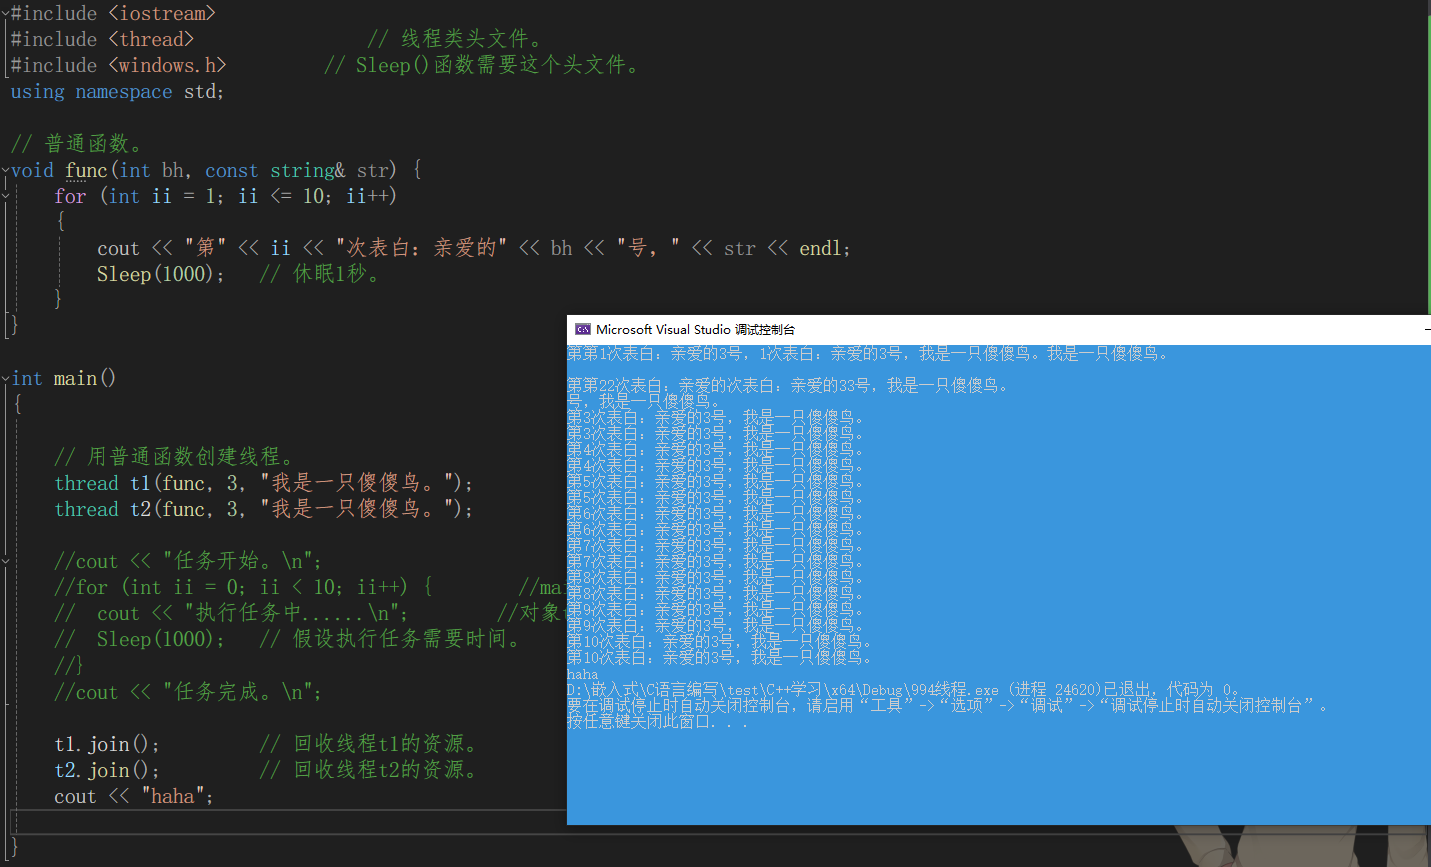 #include <iostream>
#include <thread>                // 线程类头文件。
#include <windows.h>         // Sleep()函数需要这个头文件。
using namespace std;
// 普通函数。
void func(int bh, const string& str) {
    for (int ii = 1; ii <= 10; ii++)
    {
        cout << "第" << ii << "次表白：亲爱的" << bh << "号，" << str << endl;
        Sleep(1000);   // 休眠1秒。
    }
}
int main()
{
    // 用普通函数创建线程。
    thread t1(func, 3, "我是一只傻傻鸟。");
    thread t2(func, 3, "我是一只傻傻鸟。");
    //cout << "任务开始。\n";
    //for (int ii = 0; ii < 10; ii++) {        //mai
    //  cout << "执行任务中......\n";        //对象
    //  Sleep(1000);   // 假设执行任务需要时间。
    //}
    //cout << "任务完成。\n";
    t1.join();         // 回收线程t1的资源。
    t2.join();         // 回收线程t2的资源。
    cout << "haha";
}
Microsoft Visual Studio 调试控制台
第第1次表白：亲爱的3号，1次表白：亲爱的3号，我是一只傻傻鸟。我是一只傻傻鸟。
第第22次表白：亲爱的次表白：亲爱的33号，我是一只傻傻鸟。
号，我是一只傻傻鸟。
第3次表白：亲爱的3号，我是一只傻傻鸟。
第3次表白：亲爱的3号，我是一只傻傻鸟。
第4次表白：亲爱的3号，我是一只傻傻鸟。
第4次表白：亲爱的3号，我是一只傻傻鸟。
第5次表白：亲爱的3号，我是一只傻傻鸟。
第5次表白：亲爱的3号，我是一只傻傻鸟。
第6次表白：亲爱的3号，我是一只傻傻鸟。
第6次表白：亲爱的3号，我是一只傻傻鸟。
第7次表白：亲爱的3号，我是一只傻傻鸟。
第7次表白：亲爱的3号，我是一只傻傻鸟。
第8次表白：亲爱的3号，我是一只傻傻鸟。
第8次表白：亲爱的3号，我是一只傻傻鸟。
第9次表白：亲爱的3号，我是一只傻傻鸟。
第9次表白：亲爱的3号，我是一只傻傻鸟。
第10次表白：亲爱的3号，我是一只傻傻鸟。
第10次表白：亲爱的3号，我是一只傻傻鸟。
haha
D:\嵌入式\C语言编写\test\C++学习\x64\Debug\994线程.exe (进程 24620)已退出，代码为 0。
要在调试停止时自动关闭控制台，请启用“工具”->“选项”->“调试”->“调试停止时自动关闭控制台”。
按任意键关闭此窗口. . .